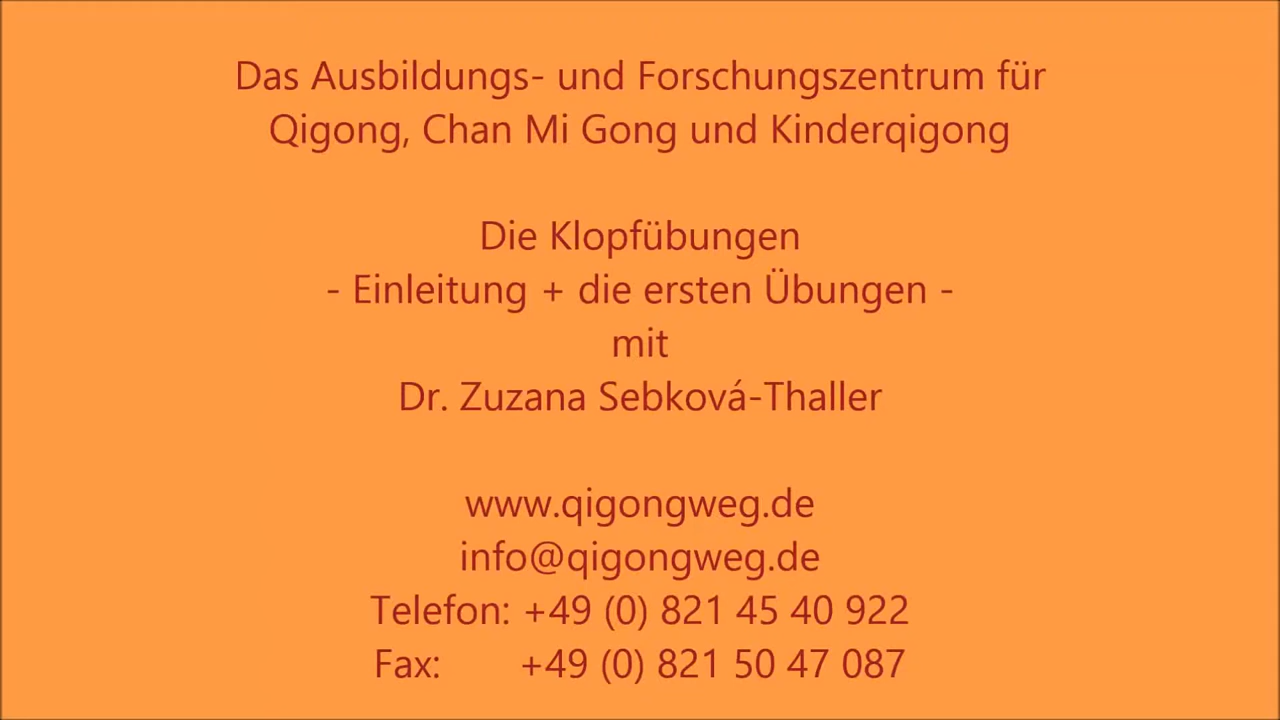 Das Ausbildungs- und Forschungszentrum für
Qigong, Chan Mi Gong und Kinderqigong
Die Klopfübungen
- Einleitung + die ersten Übungen -
mit
Dr. Zuzana Sebková-Thaller
www.qigongweg.de
info@qigongweg.de
Telefon: +49 (0) 821 45 40 922
Fax: +49 (0) 821 50 47 087